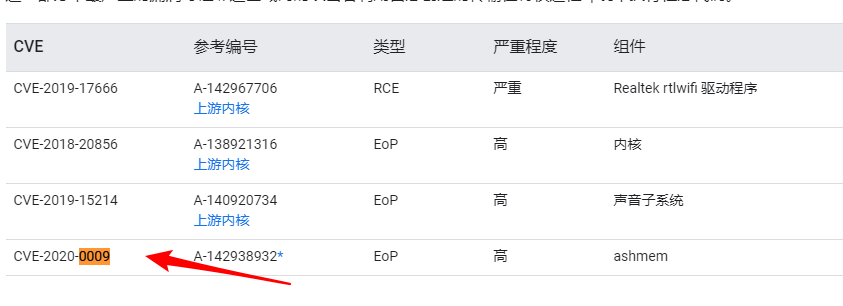 CVE 参考编号 类型 严重程度 组件
CVE-2019-17666 A-142967706 RCE 严重 Realtek rtlwifi 驱动程序
上游内核
CVE-2018-20856 A-138921316 EoP 高 内核
上游内核
CVE-2019-15214 A-140920734 EoP 高 声音子系统
上游内核
CVE-2020-0009 A-142938932* EoP 高 ashmem